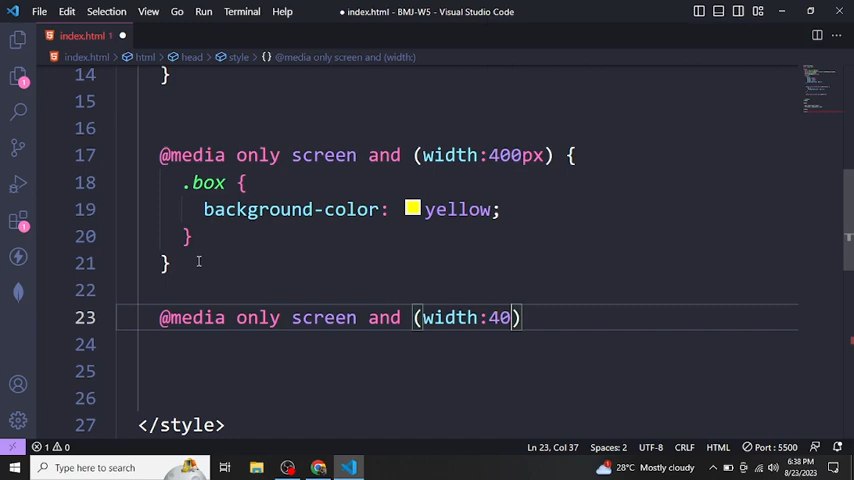 File Edit Selection View Go Run Terminal Help
● index.html - BMJ-W5 - Visual Studio Code
index.html 1 ●
index.html > html > head > style > {} @media only screen and (width:)
14 }
15
16
17 @media only screen and (width:400px) {
18 .box {
19 background-color: yellow;
20 }
21 }
22
23 @media only screen and (width:40)
24
25
26
27 </style>
1
1
1 0
Ln 23, Col 37 Spaces: 2 UTF-8 CRLF HTML Port : 5500
Type here to search
28°C Mostly cloudy
6:38 PM
8/23/2023